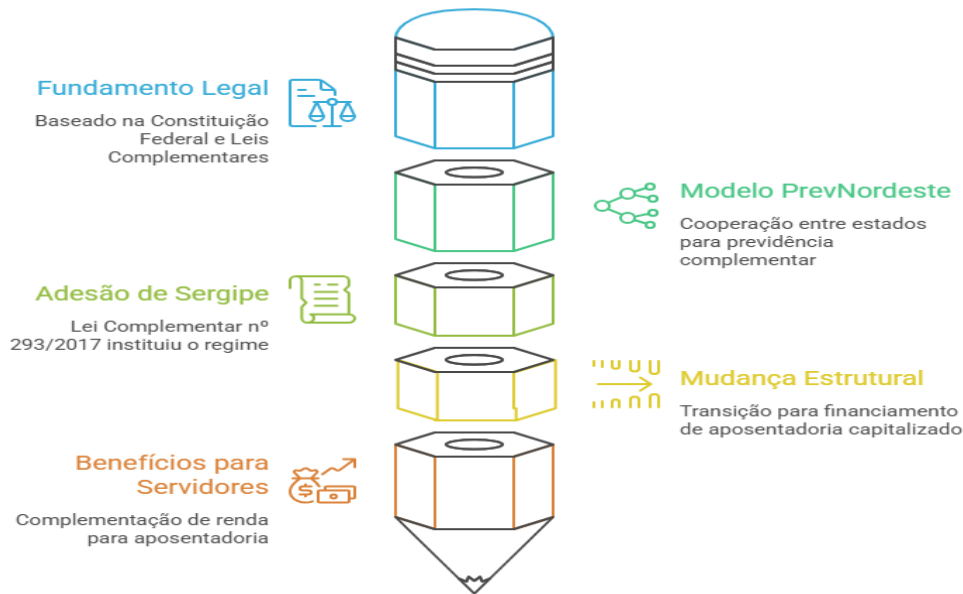 Fundamento Legal
Baseado na Constituição
Federal e Leis
Complementares
Modelo PrevNordeste
Cooperação entre estados
para previdência
complementar
Adesão de Sergipe
Lei Complementar nº
293/2017 instituiu o regime
Mudança Estrutural
Transição para financiamento
de aposentadoria capitalizado
Benefícios para
Servidores
Complementação de renda
para aposentadoria